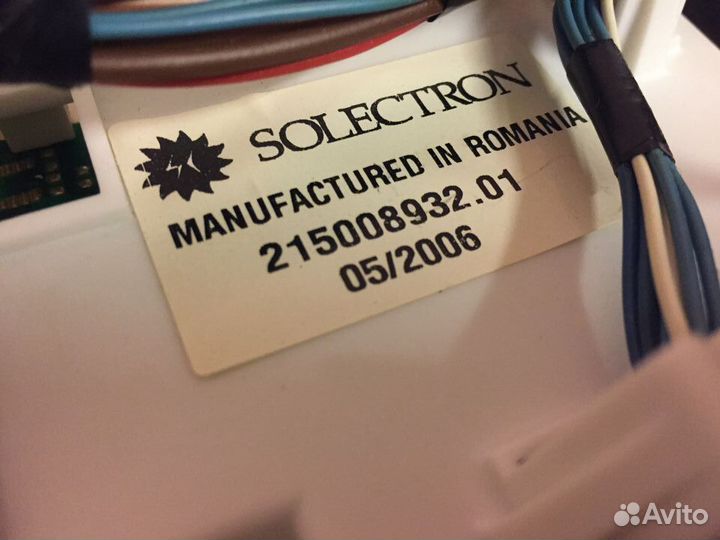 SOLECTRON
MANUFACTURED IN ROMANIA
215008932.01
05/2006
Avito